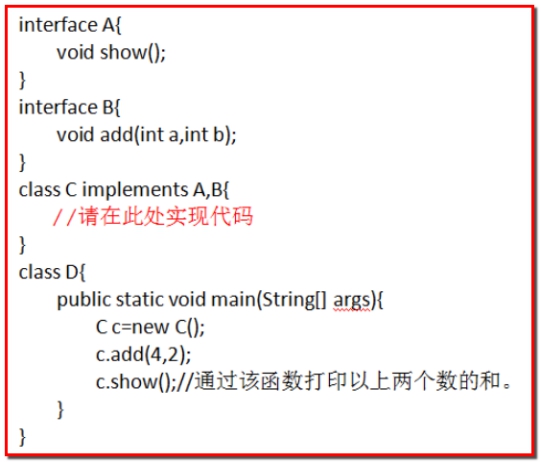 interface A{
void show();
}
interface B{
void add(int a,int b);
}
class C implements A,B{
//请在此处实现代码
}
class D{
public static void main(String[] args){
C c=new C();
c.add(4,2);
c.show();//通过该函数打印以上两个数的和。
}
}